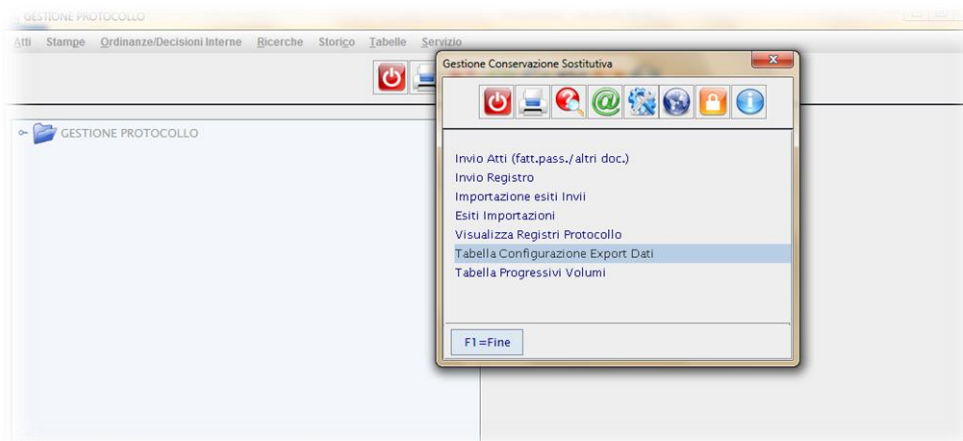 GESTIONE PROTOCOLLO
Atti Stampe Ordinanze/Decisioni Interne Ricerche Storico Tabelle Servizio
GESTIONE PROTOCOLLO
Gestione Conservazione Sostitutiva
Invio Atti (fatt.pass./altri doc.)
Invio Registro
Importazione esiti Invii
Esiti Importazioni
Visualizza Registri Protocollo
Tabella Configurazione Export Dati
Tabella Progressivi Volumi
F1=Fine